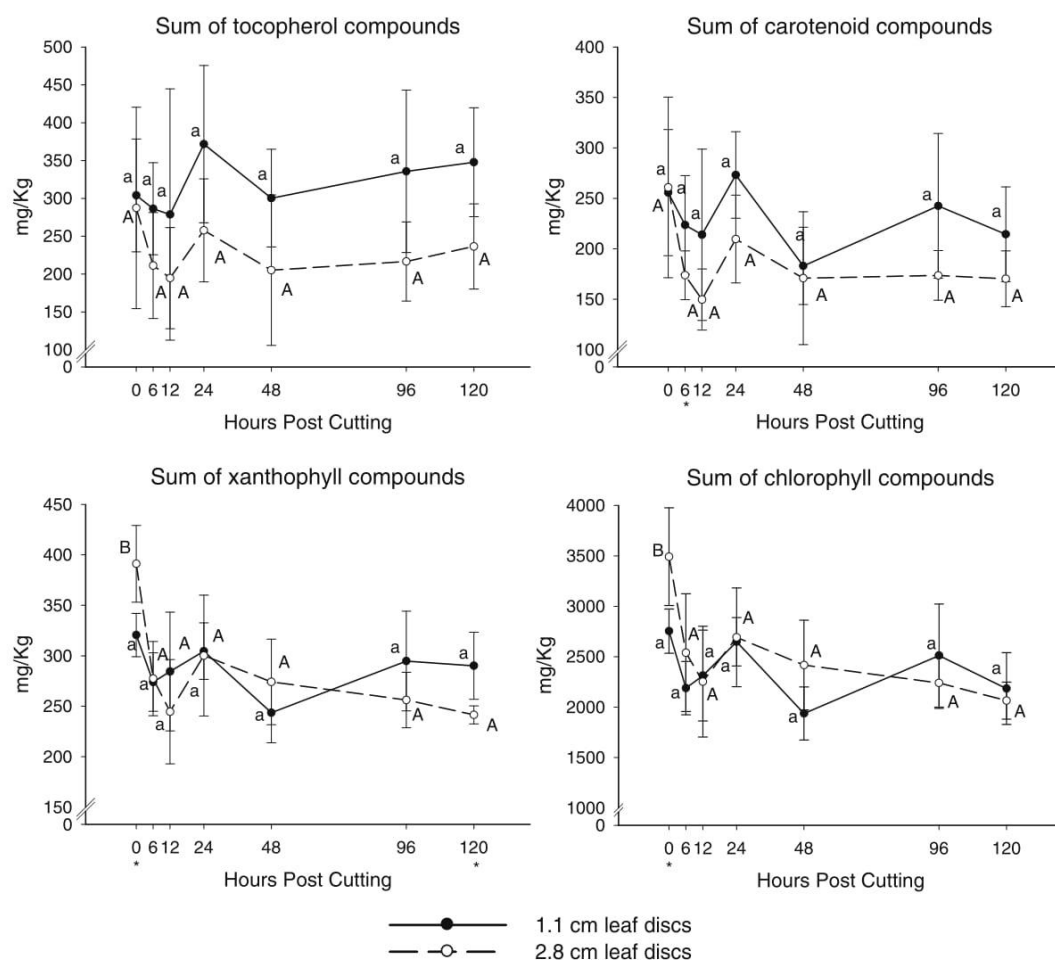 Sum of tocopherol compounds
500
450
400
350
300
250
200
150
100
0
mg/Kg
a
a
a
a
a
a
a
A
A
A
A
A
A
A
0 6 12 24 48 96 120
Hours Post Cutting
Sum of carotenoid compounds
400
350
300
250
200
150
100
0
mg/Kg
a
a
a
a
a
a
a
A
A
A
A
A
A
A
0 6 12 24 48 96 120
*
Hours Post Cutting
Sum of xanthophyll compounds
450
400
350
300
250
200
150
0
mg/Kg
B
a
A
a
A
a
A
a
A
a
a
A
a
A
0 6 12 24 48 96 120
* *
Hours Post Cutting
Sum of chlorophyll compounds
4000
3500
3000
2500
2000
1000
0
mg/Kg
B
a
A
a
a
A
A
a
A
a
a
A
a
A
0 6 12 24 48 96 120
*
Hours Post Cutting
1.1 cm leaf discs
2.8 cm leaf discs